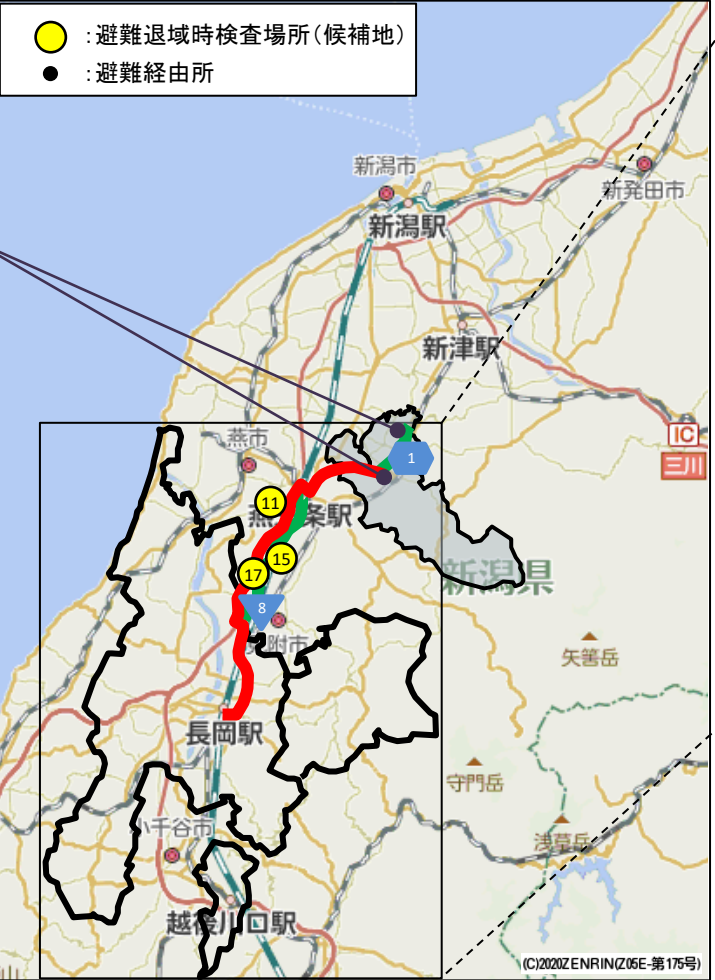 ：避難退域時検査場所（候補地）
：避難経由所
新潟市
新発田市
新潟駅
新津駅
IC
三川
燕市
1
11
燕三条駅
15
17
新潟県
8
見附市
矢筈岳
長岡駅
守門岳
小千谷市
浅草岳
越後川口駅
(C)2020ZENRIN(Z05E-第175号)